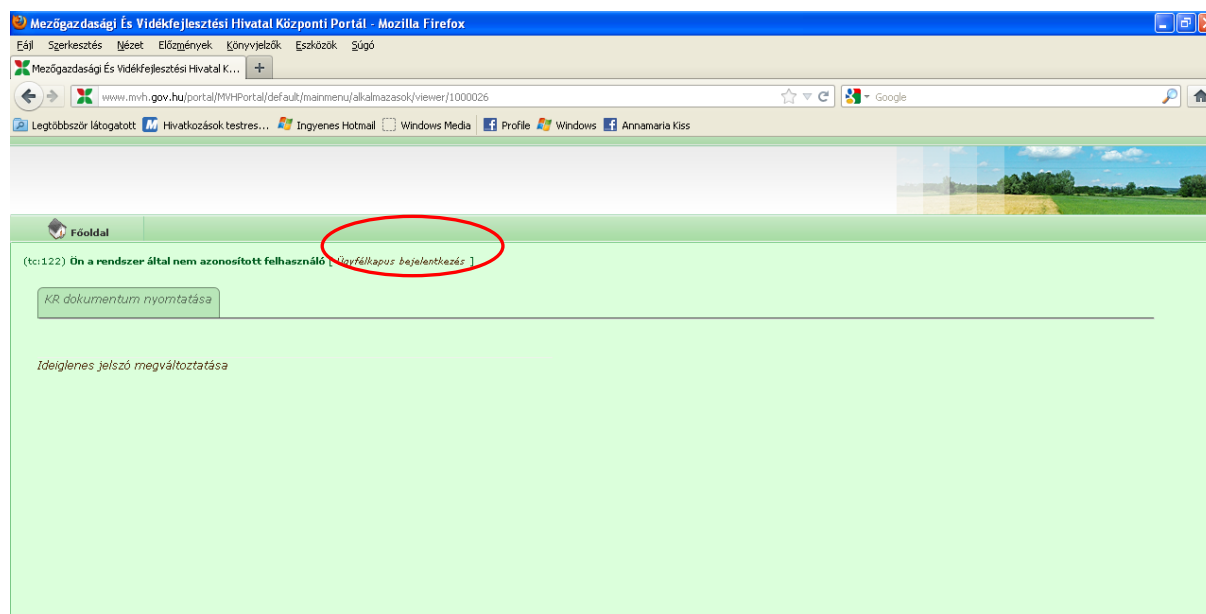 Mezőgazdasági És Vidékfejlesztési Hivatal Központi Portál - Mozilla Firefox
Fájl Szerkesztés Nézet Előzmények Könyvjelzők Eszközök Súgó
Mezőgazdasági És Vidékfejlesztési Hivatal K... +
www.mvh.gov.hu/portal/MVHPortal/default/mainmenu/alkalmazasok/viewer/1000026 Google
Legtöbbször látogatott Hivatkozások testres... Ingyenes Hotmail Windows Media Profile Windows Annamaria Kiss
Főoldal
(tc:122) Ön a rendszer által nem azonosított felhasználó [ Ügyfélkapus bejelentkezés ]
KR dokumentum nyomtatása
Ideiglenes jelszó megváltoztatása